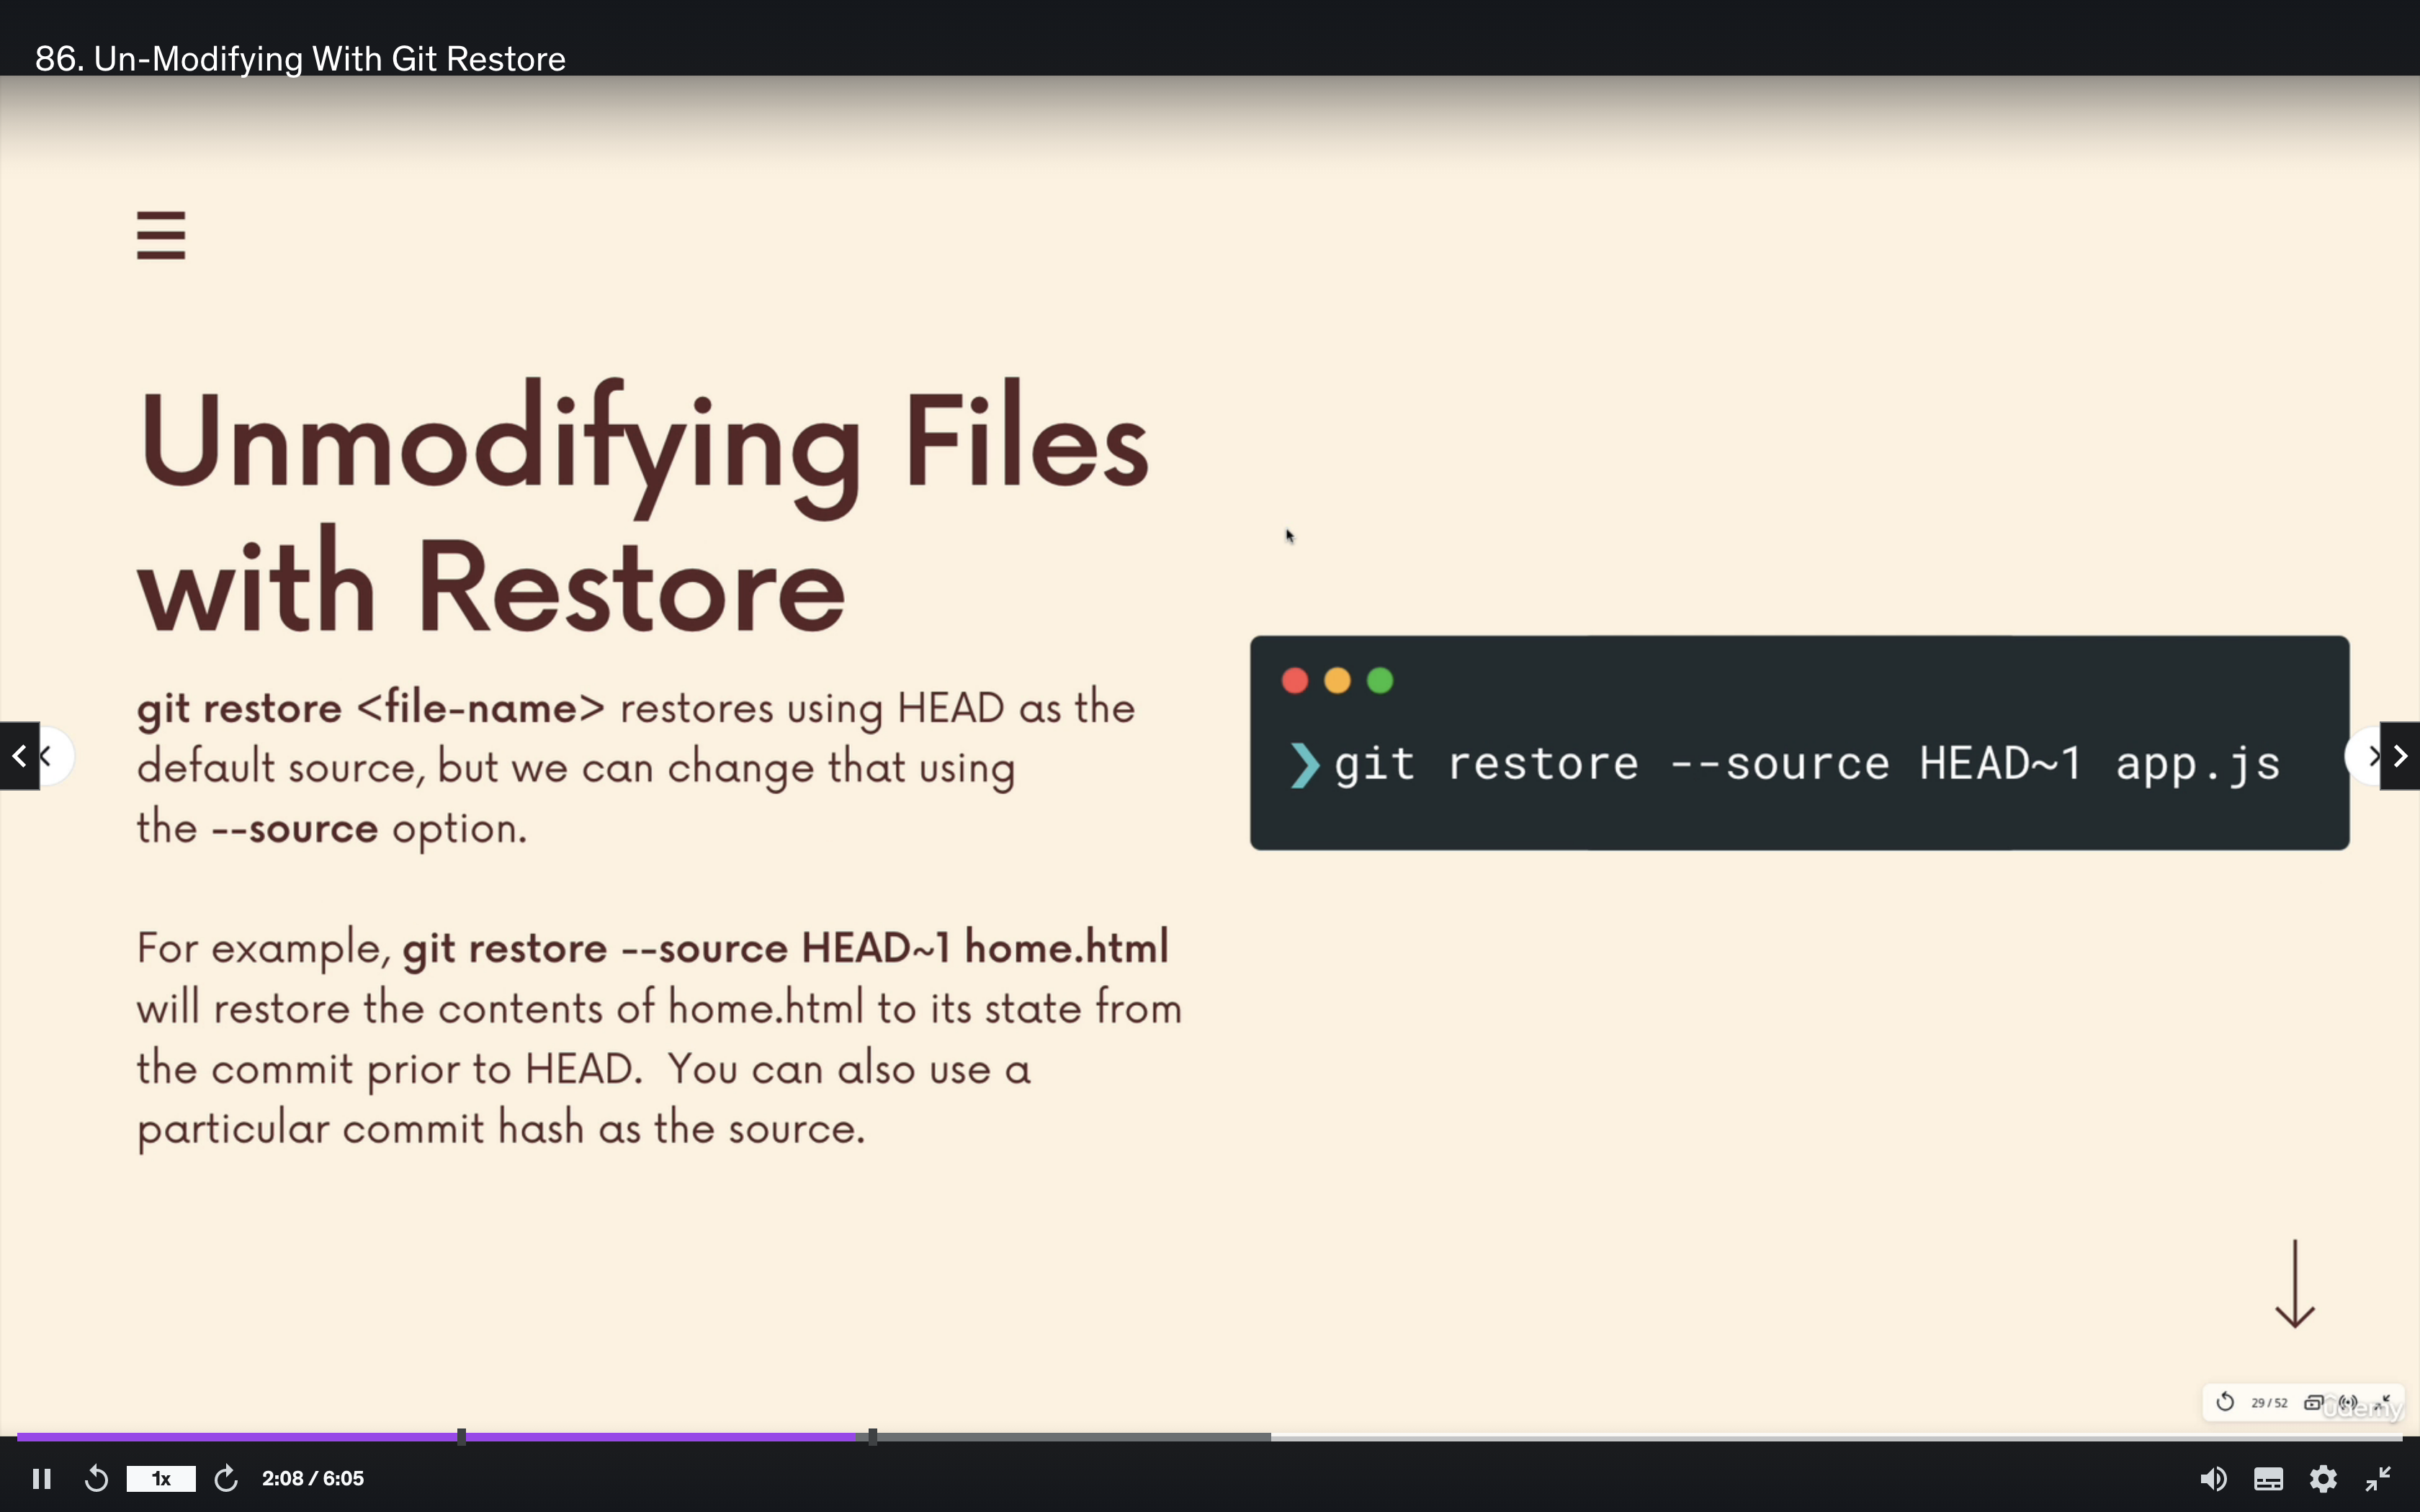 86. Un-Modifying With Git Restore
Unmodifying Files
with Restore
git restore <file-name> restores using HEAD as the
default source, but we can change that using
the --source option.
For example, git restore --source HEAD~1 home.html
will restore the contents of home.html to its state from
the commit prior to HEAD.  You can also use a
particular commit hash as the source.
❯ git restore --source HEAD~1 app.js
29 / 52
ûdemy
1x
2:08 / 6:05